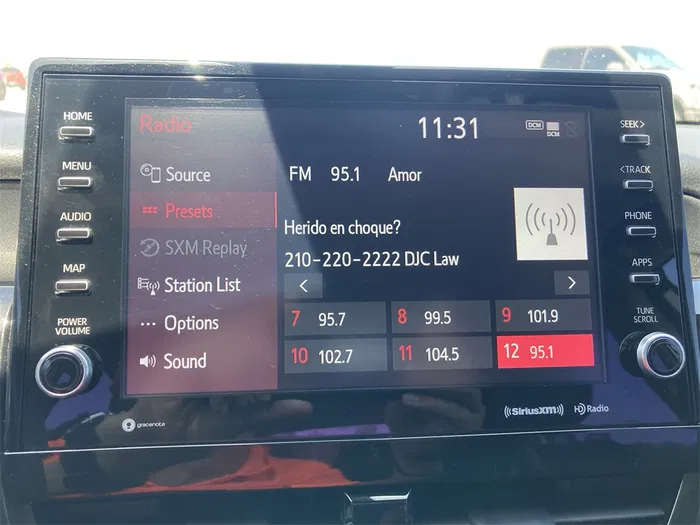 HOME
MENU
AUDIO
MAP
POWER
VOLUME
Radio
11:31
DCM
DCM
Source
Presets
SXM Replay
Station List
Options
Sound
FM 95.1 Amor
Herido en choque?
210-220-2222 DJC Law
< >
7 95.7 8 99.5 9 101.9
10 102.7 11 104.5 12 95.1
SEEK>
<TRACK
PHONE
APPS
TUNE
SCROLL
gracenote
((SiriusXM))
HD Radio